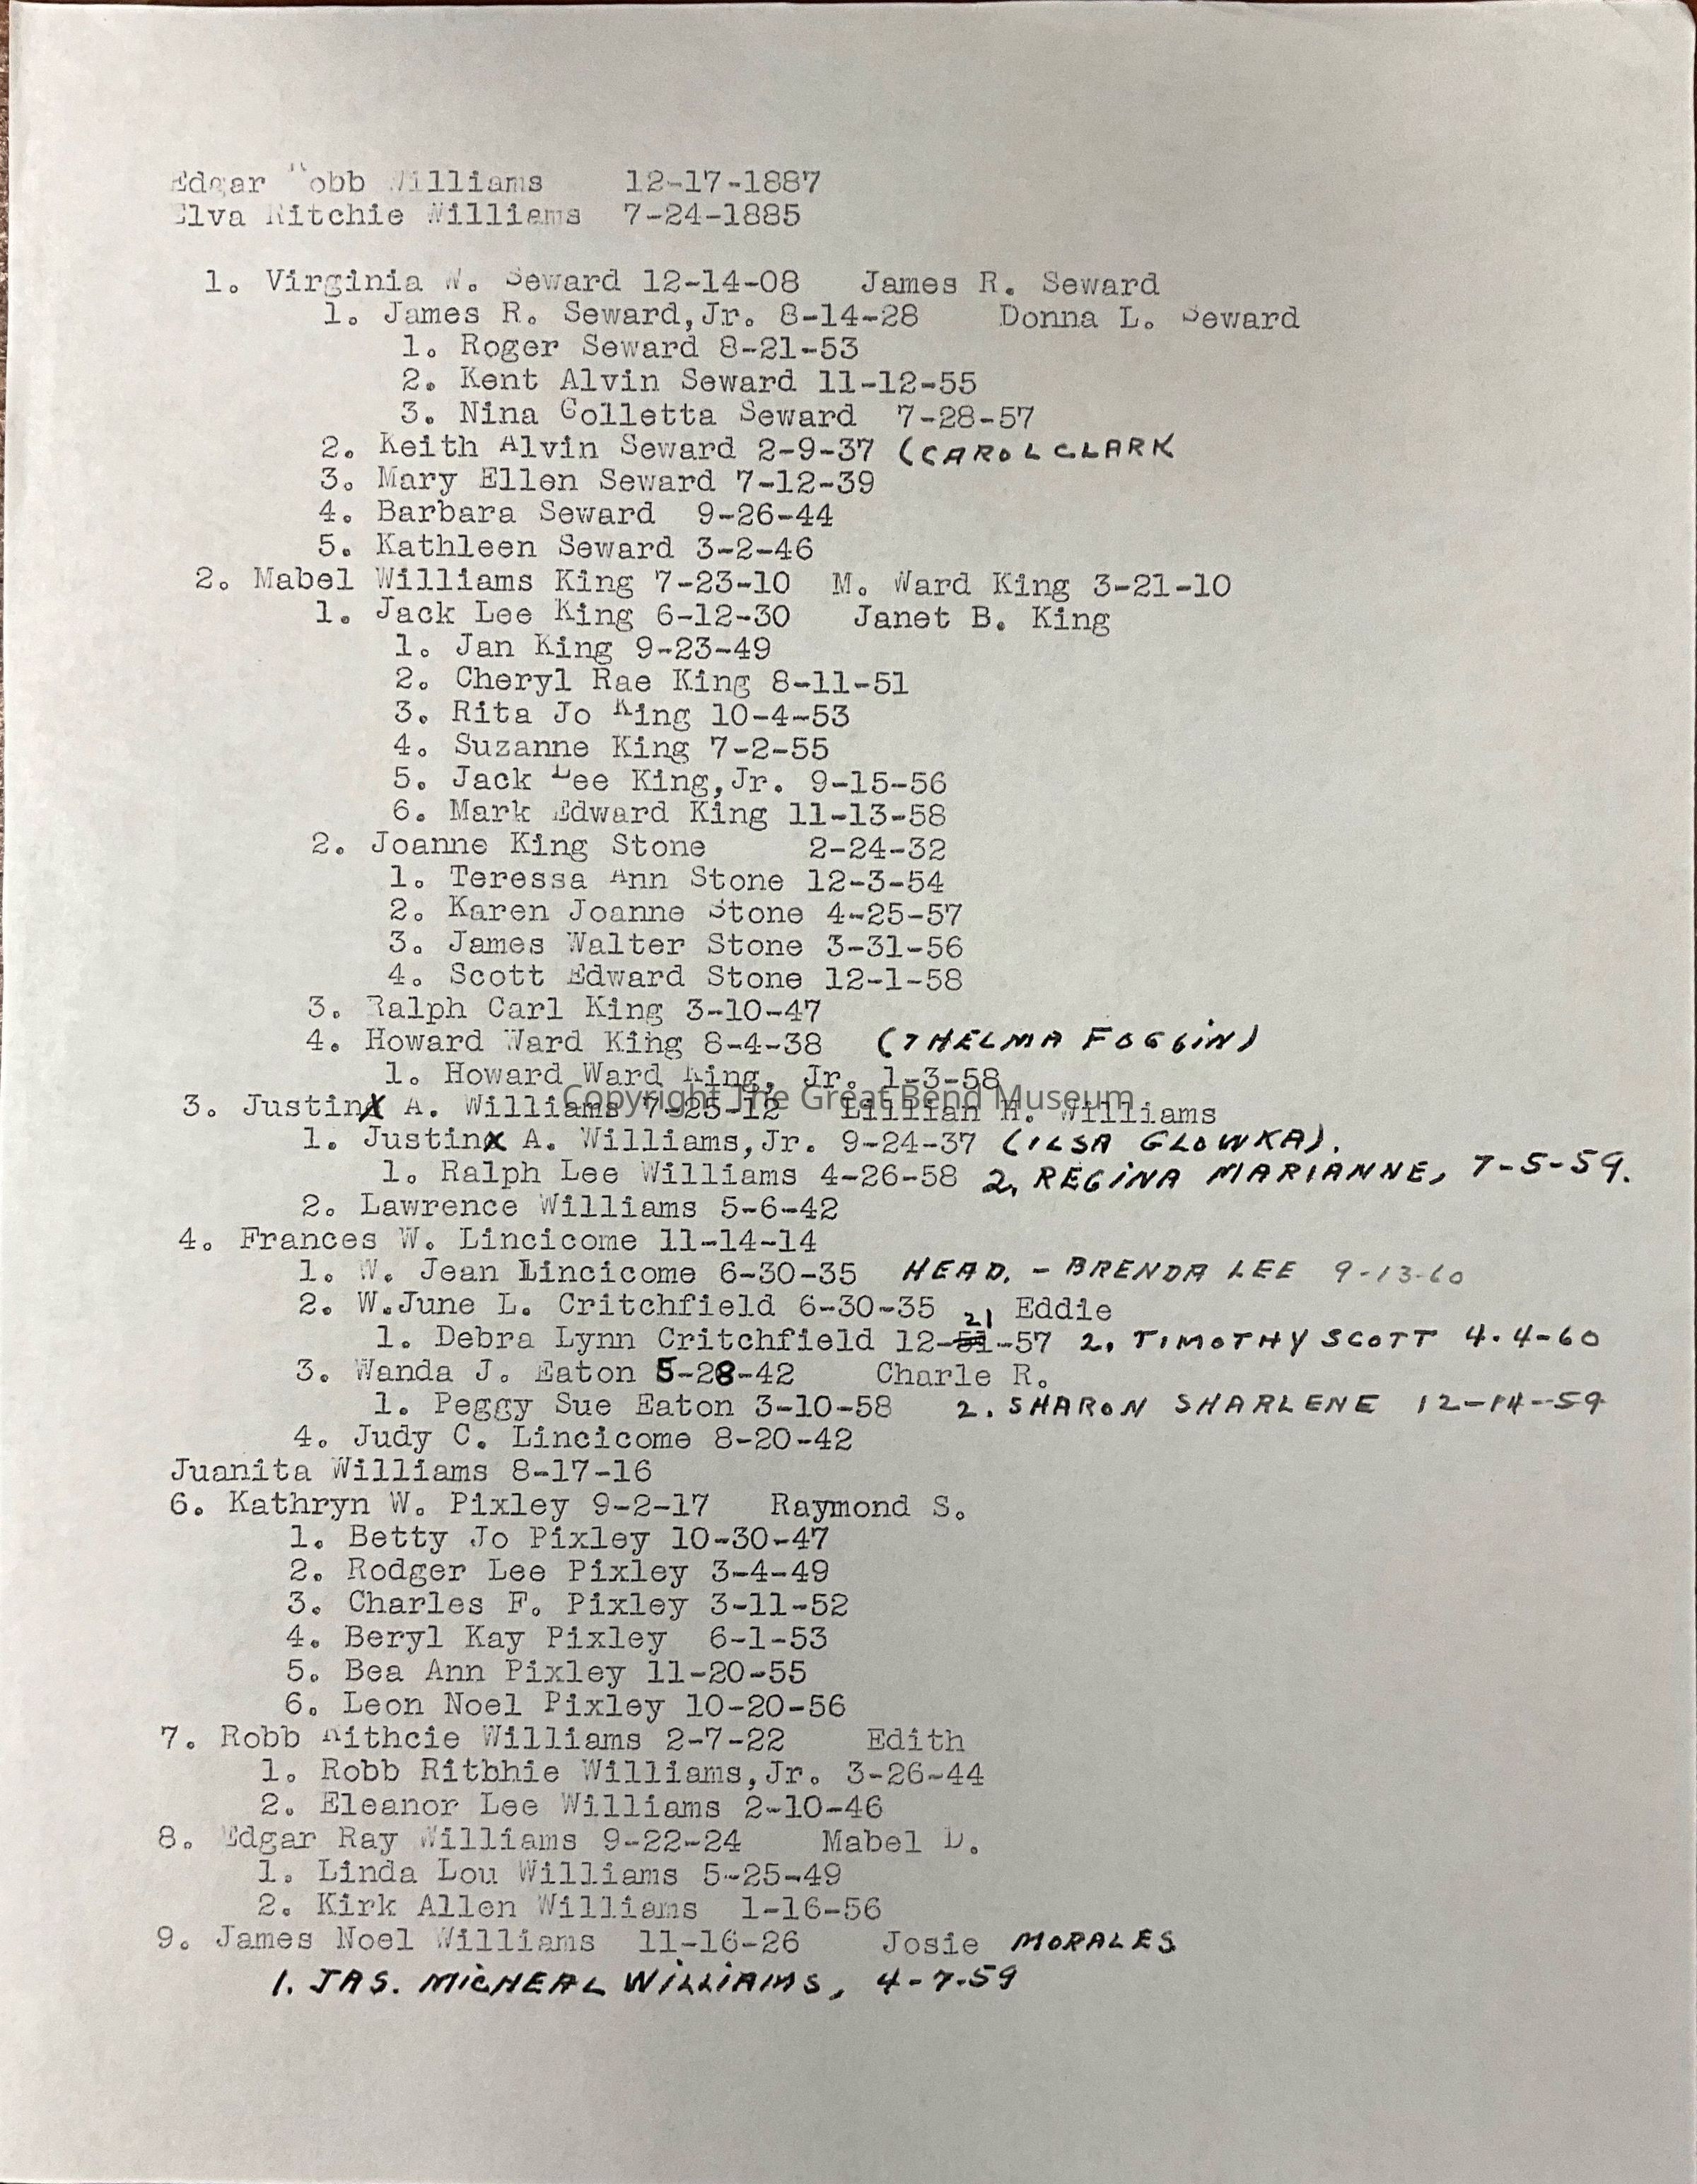 Edgar Robb Williams 12-17-1887
Elva Ritchie Williams 7-24-1885
1. Virginia W. Seward 12-14-08 James R. Seward
1. James R. Seward,Jr. 8-14-28 Donna L. Seward
1. Roger Seward 8-21-53
2. Kent Alvin Seward 11-12-55
3. Nina Colletta Seward 7-28-57
2. Keith Alvin Seward 2-9-37 (CAROL CLARK
3. Mary Ellen Seward 7-12-39
4. Barbara Seward 9-26-44
5. Kathleen Seward 3-2-46
2. Mabel Williams King 7-23-10 M. Ward King 3-21-10
1. Jack Lee King 6-12-30 Janet B. King
1. Jan King 9-23-49
2. Cheryl Rae King 8-11-51
3. Rita Jo King 10-4-53
4. Suzanne King 7-2-55
5. Jack Lee King,Jr. 9-15-56
6. Mark Edward King 11-13-58
2. Joanne King Stone 2-24-32
1. Teressa Ann Stone 12-3-54
2. Karen Joanne Stone 4-25-57
3. James Walter Stone 3-31-56
4. Scott Edward Stone 12-1-58
3. Ralph Carl King 3-10-47
4. Howard Ward King 8-4-38 (THELMA FOGGiN)
1. Howard Ward King, Jr. 1-3-58
Copyright The Great Bend Museum
3. Justin A. Williams 7-25-12 Lillian H. Williams
1. Justin A. Williams,Jr. 9-24-37 (ILSA GLOWKA).
1. Ralph Lee Williams 4-26-58 2. REGiNA MARIANNE, 7-5-59.
2. Lawrence Williams 5-6-42
4. Frances W. Lincicome 11-14-14
1. W. Jean Lincicome 6-30-35 HEAD. - BRENDA LEE 9-13-60
2. W.June L. Critchfield 6-30-35 Eddie
1. Debra Lynn Critchfield 12-21-57 2. TIMOTHY SCOTT 4-4-60
3. Wanda J. Eaton 5-28-42 Charle R.
1. Peggy Sue Eaton 3-10-58 2. SHARON SHARLENE 12-14-59
4. Judy C. Lincicome 8-20-42
Juanita Williams 8-17-16
6. Kathryn W. Pixley 9-2-17 Raymond S.
1. Betty Jo Pixley 10-30-47
2. Rodger Lee Pixley 3-4-49
3. Charles F. Pixley 3-11-52
4. Beryl Kay Pixley 6-1-53
5. Bea Ann Pixley 11-20-55
6. Leon Noel Pixley 10-20-56
7. Robb Rithcie Williams 2-7-22 Edith
1. Robb Ritbhie Williams,Jr. 3-26-44
2. Eleanor Lee Williams 2-10-46
8. Edgar Ray Williams 9-22-24 Mabel D.
1. Linda Lou Williams 5-25-49
2. Kirk Allen Williams 1-16-56
9. James Noel Williams 11-16-26 Josie MORALES
1. JAS. MiCHEAL WiLLiAMS, 4-7-59